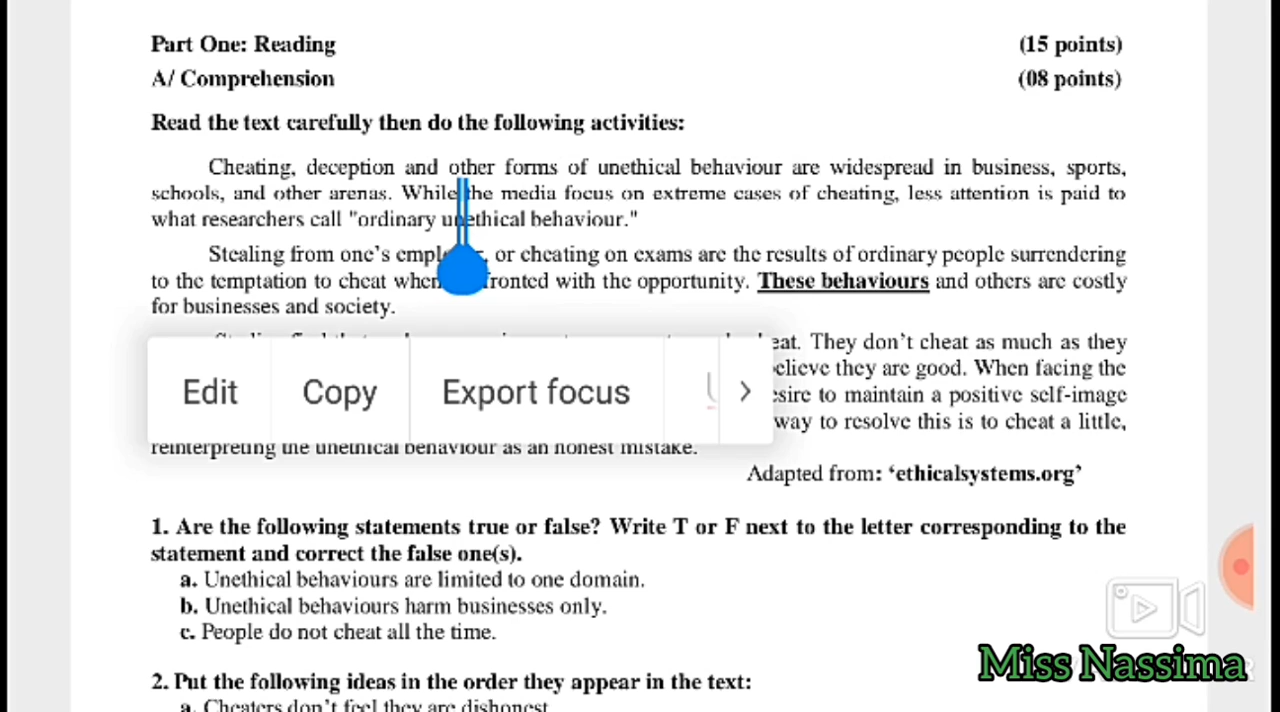 Part One: Reading (15 points)
A/ Comprehension (08 points)
Read the text carefully then do the following activities:
Cheating, deception and other forms of unethical behaviour are widespread in business, sports,
schools, and other arenas. While the media focus on extreme cases of cheating, less attention is paid to
what researchers call "ordinary unethical behaviour."
Stealing from one's or cheating on exams are the results of ordinary people surrendering
to the temptation to cheat when with the opportunity. These behaviours and others are costly
for businesses and society.
They don't cheat as much as they
believe they are good. When facing the
to maintain a positive self-image
way to resolve this is to cheat a little,
reinterpreting the unethical behaviour as an honest mistake.
Edit Copy Export focus >
Adapted from: 'ethicalsystems.org'
1. Are the following statements true or false? Write T or F next to the letter corresponding to the
statement and correct the false one(s).
a. Unethical behaviours are limited to one domain.
b. Unethical behaviours harm businesses only.
c. People do not cheat all the time.
2. Put the following ideas in the order they appear in the text:
a. Cheaters don't feel they are dishonest
Miss Nassima